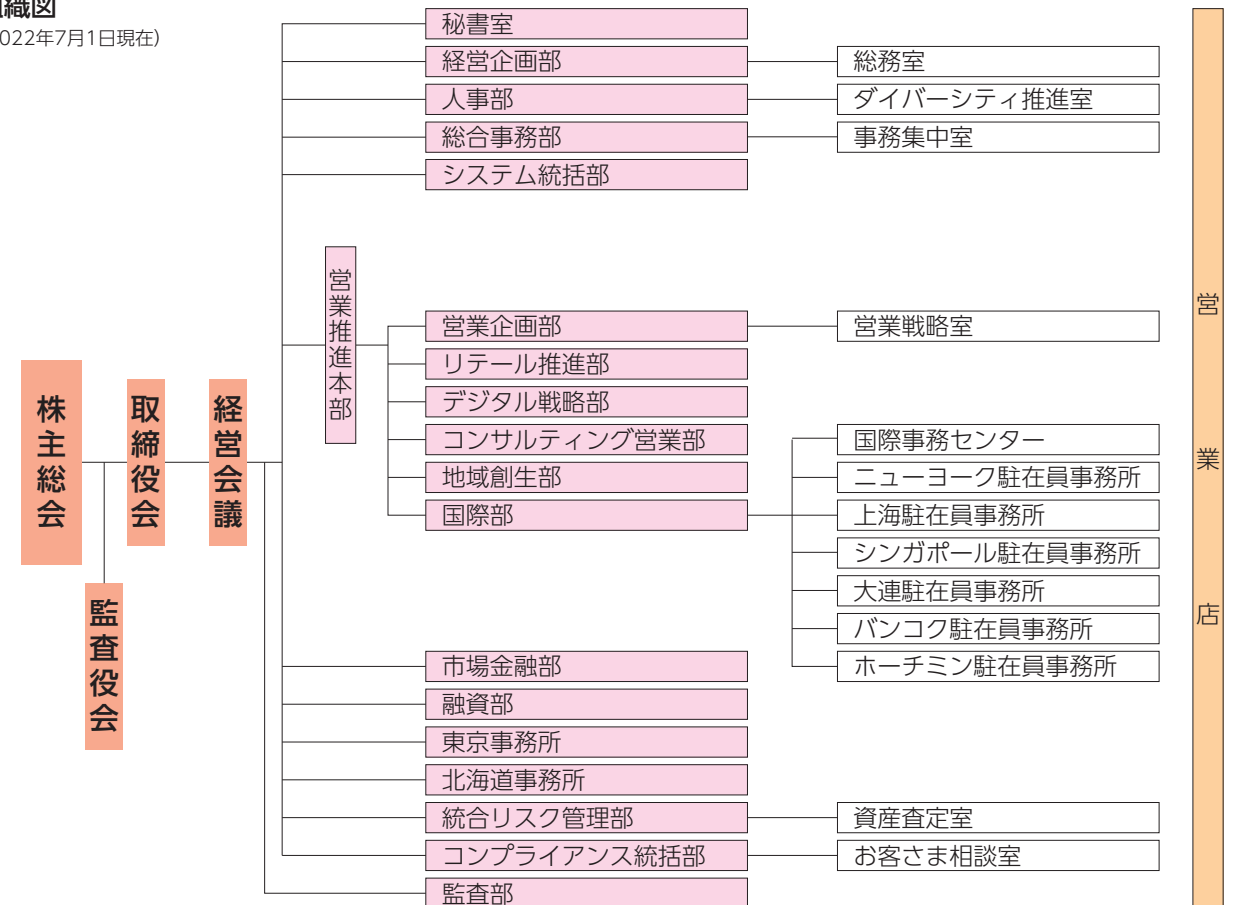 組織図
2022年7月1日現在)
秘書室
経営企画部
総務室
人事部
ダイバーシティ推進室
総合事務部
事務集中室
システム統括部
営業推進本部
営業企画部
営業戦略室
リテール推進部
デジタル戦略部
コンサルティング営業部
地域創生部
国際部
国際事務センター
ニューヨーク駐在員事務所
上海駐在員事務所
シンガポール駐在員事務所
大連駐在員事務所
バンコク駐在員事務所
ホーチミン駐在員事務所
株主総会
取締役会
経営会議
監査役会
市場金融部
融資部
東京事務所
北海道事務所
統合リスク管理部
資産査定室
コンプライアンス統括部
お客さま相談室
監査部
営業店